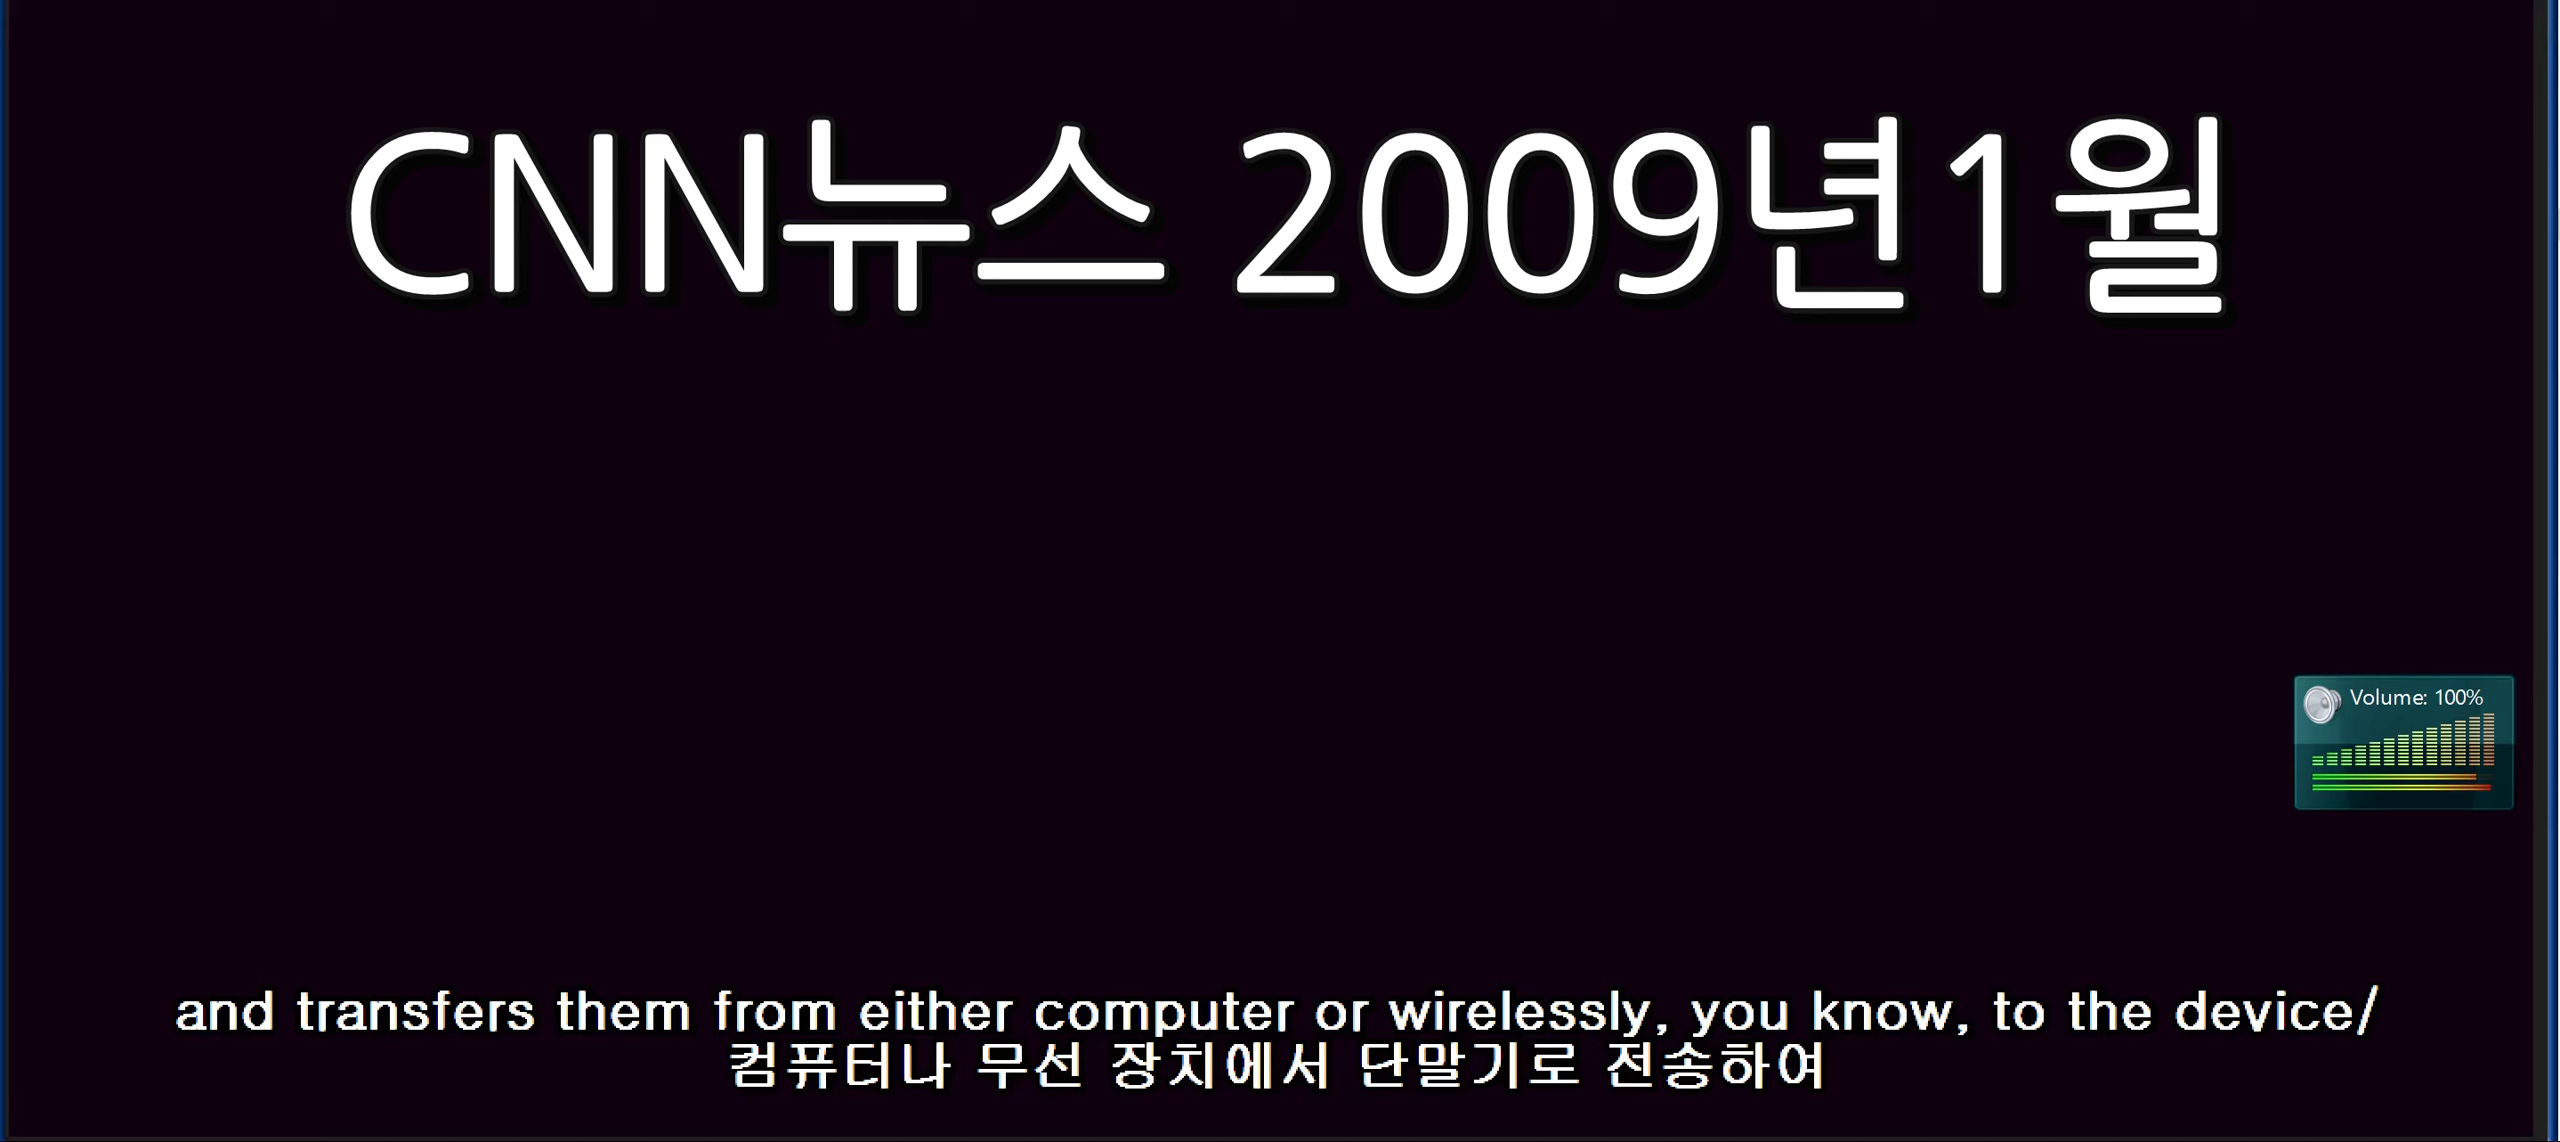 CNN뉴스 2009년1월
Volume: 100%
and transfers them from either computer or wirelessly, you know, to the device/
컴퓨터나 무선 장치에서 단말기로 전송하여